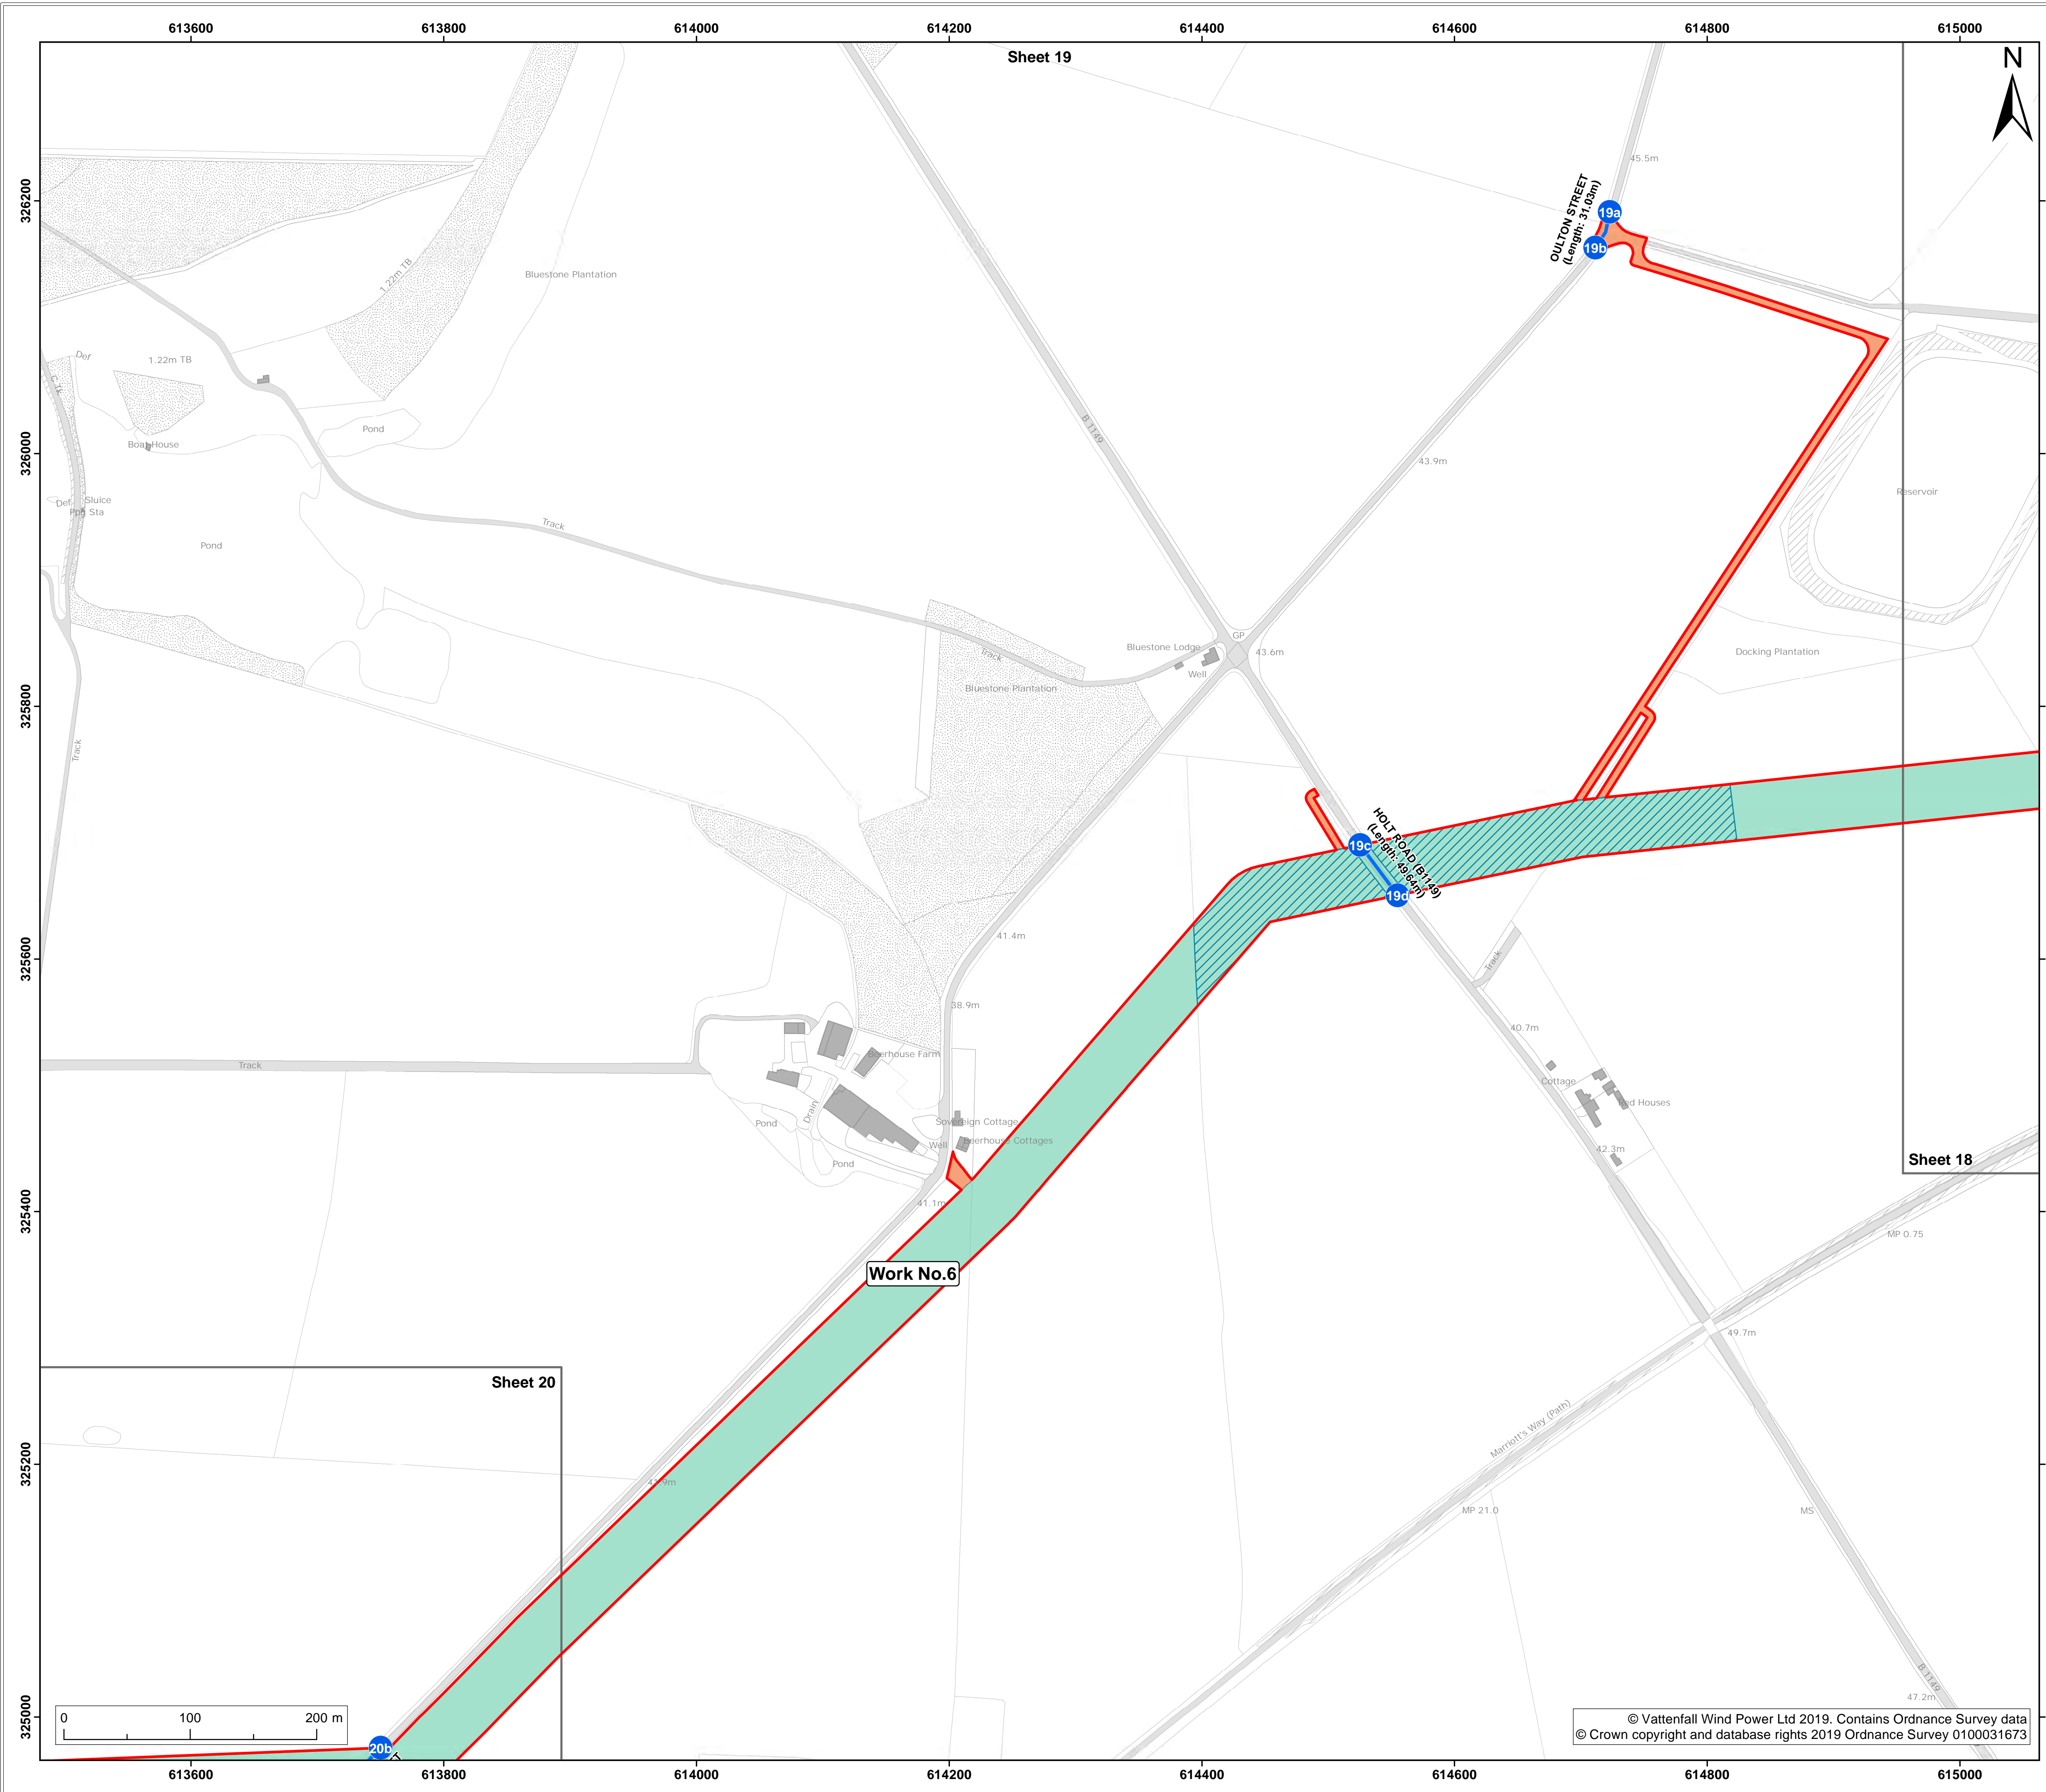 613600
613800
614000
614200
614400
614600
614800
615000
Sheet 19
N
326200
326000
325800
325600
325400
325200
325000
45.5m
OULTON STREET
(Length: 31.03m)
19a
19b
1.22m TB
Bluestone Plantation
Def
1.22m TB
C Tk
Pond
B 1149
Boat House
43.9m
Def
Sluice
Ppg Sta
Reservoir
Track
Pond
GP
Bluestone Lodge
43.6m
Track
Docking Plantation
Well
Bluestone Plantation
Track
HOLT ROAD (B1149)
(Length: 49.64m)
19c
19d
41.4m
Track
38.9m
40.7m
Beerhouse Farm
Track
Cottage
Red Houses
Drain
Pond
Sovereign Cottage
Well
Beerhouse Cottages
42.3m
Sheet 18
Pond
41.1m
MP 0.75
Work No.6
49.7m
Sheet 20
Marriott's Way (Path)
MP 21.0
MS
B 1149
47.2m
0
100
200 m
20b
© Vattenfall Wind Power Ltd 2019. Contains Ordnance Survey data
© Crown copyright and database rights 2019 Ordnance Survey 0100031673
613600
613800
614000
614200
614400
614600
614800
615000